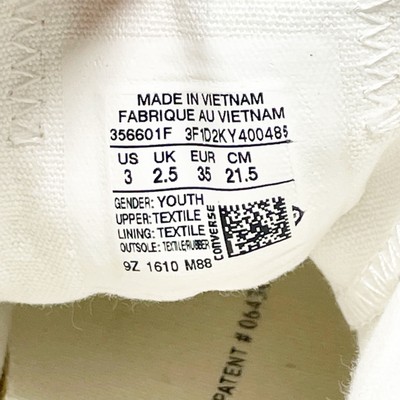 MADE IN VIETNAM
FABRIQUE AU VIETNAM
356601F 3F1D2KY400485
US UK EUR CM
3 2.5 35 21.5
GENDER: YOUTH
UPPER: TEXTILE
LINING: TEXTILE
OUTSOLE: TEXTILE/RUBBER
CONVERSE
9Z 1610 M88
PATENT #